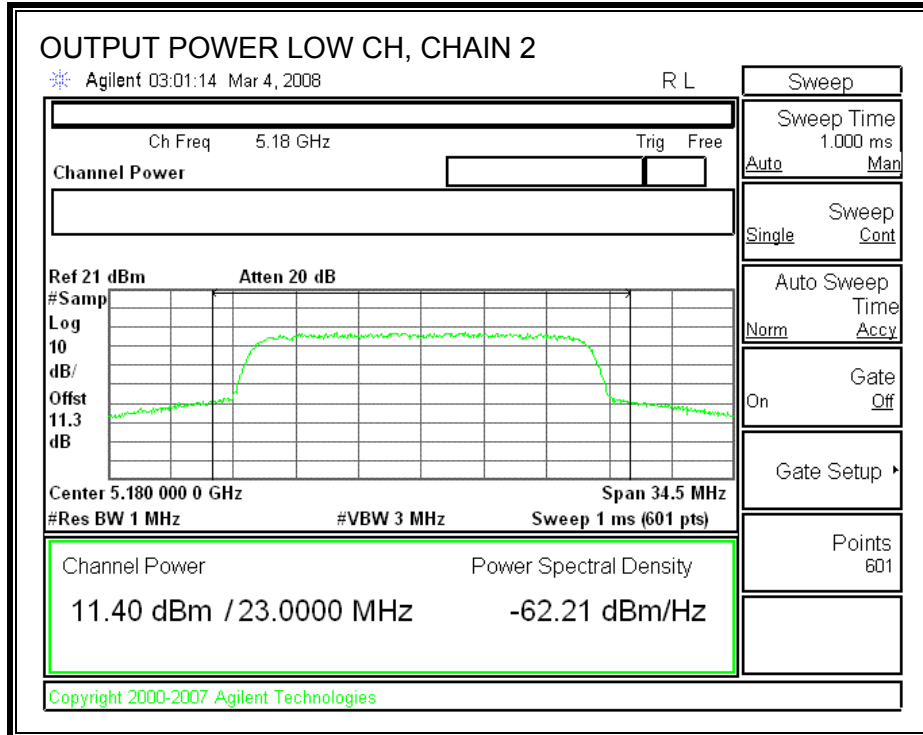 OUTPUT POWER LOW CH, CHAIN 2
Agilent 03:01:14 Mar 4, 2008 R L
Ch Freq 5.18 GHz Trig Free
Channel Power
Ref 21 dBm Atten 20 dB
#Samp
Log
10
dB/
Offst
11.3
dB
Center 5.180 000 0 GHz Span 34.5 MHz
#Res BW 1 MHz #VBW 3 MHz Sweep 1 ms (601 pts)
Channel Power Power Spectral Density
11.40 dBm / 23.0000 MHz -62.21 dBm/Hz
Copyright 2000-2007 Agilent Technologies
Sweep
Sweep Time
1.000 ms
Auto Man
Sweep
Single Cont
Auto Sweep
Time
Norm Accy
Gate
On Off
Gate Setup
Points
601